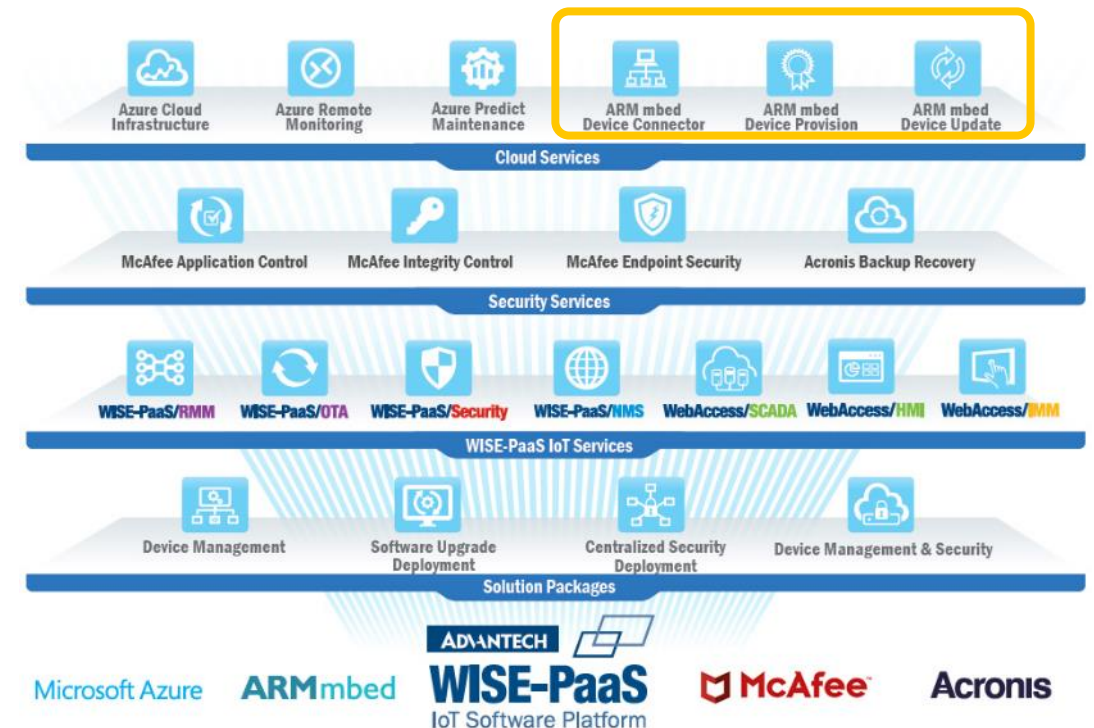 Azure Cloud
Infrastructure
Azure Remote
Monitoring
Azure Predict
Maintenance
ARM mbed
Device Connector
ARM mbed
Device Provision
ARM mbed
Device Update
Cloud Services
McAfee Application Control
McAfee Integrity Control
McAfee Endpoint Security
Acronis Backup Recovery
Security Services
WISE-PaaS/RMM
WISE-PaaS/OTA
WISE-PaaS/Security
WISE-PaaS/NMS
WebAccess/SCADA
WebAccess/HMI
WebAccess/IMM
WISE-PaaS IoT Services
Device Management
Software Upgrade
Deployment
Centralized Security
Deployment
Device Management & Security
Solution Packages
Microsoft Azure
ARMmbed
ADVANTECH
WISE-PaaS
IoT Software Platform
McAfee
Acronis